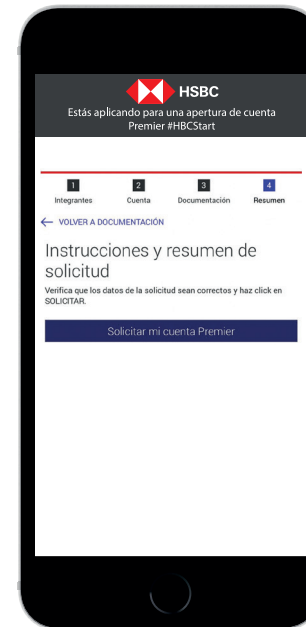 HSBC
Estás aplicando para una apertura de cuenta
Premier #HBCStart
1 2 3 4
Integrantes Cuenta Documentación Resumen
← VOLVER A DOCUMENTACIÓN
Instrucciones y resumen de
solicitud
Verifica que los datos de la solicitud sean correctos y haz click en
SOLICITAR.
Solicitar mi cuenta Premier